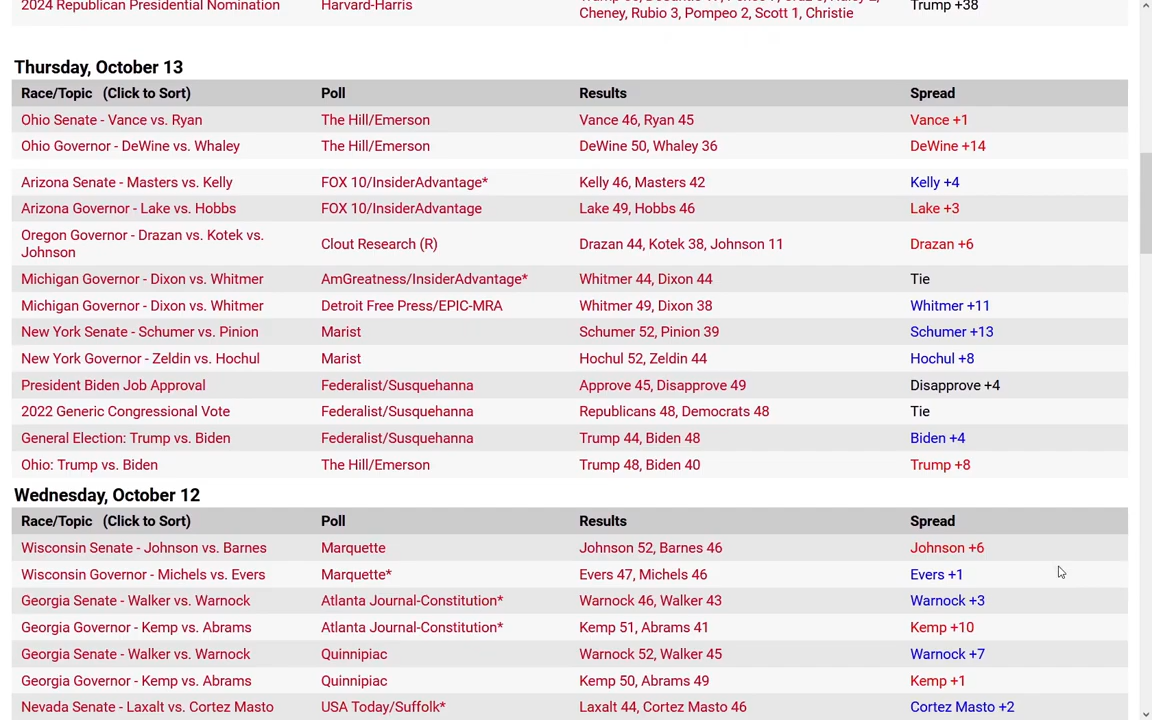 2024 Republican Presidential Nomination Harvard-Harris Trump +38
Cheney, Rubio 3, Pompeo 2, Scott 1, Christie
Thursday, October 13
Race/Topic (Click to Sort) Poll Results Spread
Ohio Senate - Vance vs. Ryan The Hill/Emerson Vance 46, Ryan 45 Vance +1
Ohio Governor - DeWine vs. Whaley The Hill/Emerson DeWine 50, Whaley 36 DeWine +14
Arizona Senate - Masters vs. Kelly FOX 10/InsiderAdvantage* Kelly 46, Masters 42 Kelly +4
Arizona Governor - Lake vs. Hobbs FOX 10/InsiderAdvantage Lake 49, Hobbs 46 Lake +3
Oregon Governor - Drazan vs. Kotek vs.
Johnson Clout Research (R) Drazan 44, Kotek 38, Johnson 11 Drazan +6
Michigan Governor - Dixon vs. Whitmer AmGreatness/InsiderAdvantage* Whitmer 44, Dixon 44 Tie
Michigan Governor - Dixon vs. Whitmer Detroit Free Press/EPIC-MRA Whitmer 49, Dixon 38 Whitmer +11
New York Senate - Schumer vs. Pinion Marist Schumer 52, Pinion 39 Schumer +13
New York Governor - Zeldin vs. Hochul Marist Hochul 52, Zeldin 44 Hochul +8
President Biden Job Approval Federalist/Susquehanna Approve 45, Disapprove 49 Disapprove +4
2022 Generic Congressional Vote Federalist/Susquehanna Republicans 48, Democrats 48 Tie
General Election: Trump vs. Biden Federalist/Susquehanna Trump 44, Biden 48 Biden +4
Ohio: Trump vs. Biden The Hill/Emerson Trump 48, Biden 40 Trump +8
Wednesday, October 12
Race/Topic (Click to Sort) Poll Results Spread
Wisconsin Senate - Johnson vs. Barnes Marquette Johnson 52, Barnes 46 Johnson +6
Wisconsin Governor - Michels vs. Evers Marquette* Evers 47, Michels 46 Evers +1
Georgia Senate - Walker vs. Warnock Atlanta Journal-Constitution* Warnock 46, Walker 43 Warnock +3
Georgia Governor - Kemp vs. Abrams Atlanta Journal-Constitution* Kemp 51, Abrams 41 Kemp +10
Georgia Senate - Walker vs. Warnock Quinnipiac Warnock 52, Walker 45 Warnock +7
Georgia Governor - Kemp vs. Abrams Quinnipiac Kemp 50, Abrams 49 Kemp +1
Nevada Senate - Laxalt vs. Cortez Masto USA Today/Suffolk* Laxalt 44, Cortez Masto 46 Cortez Masto +2